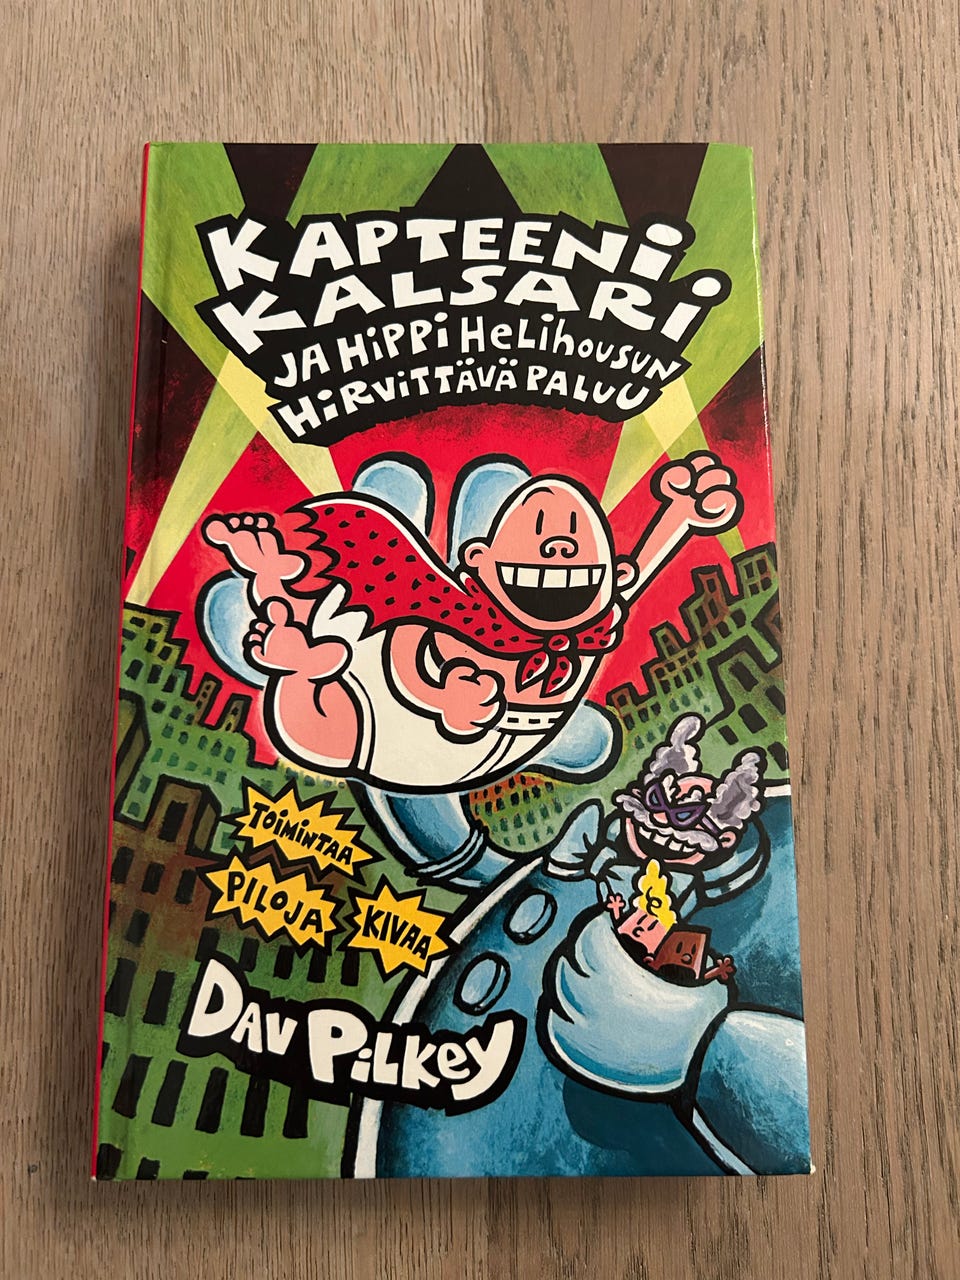 KAPTEENI
KALSARI
JA HiPPi HeLiHOUSUN
HiRViTTÄVÄ PALUU
TOiMiNTAA
PiLOJA
KiVAA
DAV PiLKeY